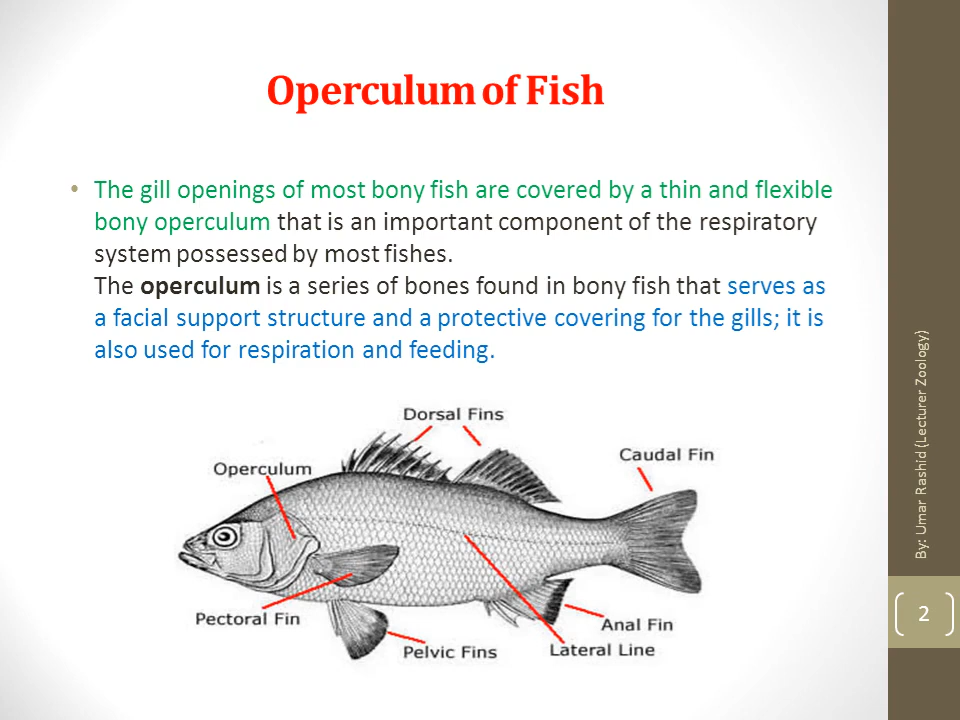 Operculum of Fish
• The gill openings of most bony fish are covered by a thin and flexible
bony operculum that is an important component of the respiratory
system possessed by most fishes.
The operculum is a series of bones found in bony fish that serves as
a facial support structure and a protective covering for the gills; it is
also used for respiration and feeding.
Dorsal Fins
Operculum
Caudal Fin
Pectoral Fin
Anal Fin
Pelvic Fins
Lateral Line
By: Umar Rashid (Lecturer Zoology)
2